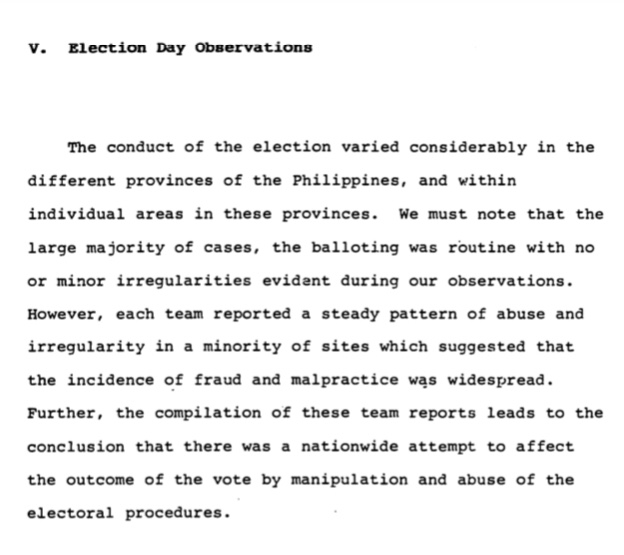 V. Election Day Observations
The conduct of the election varied considerably in the
different provinces of the Philippines, and within
individual areas in these provinces. We must note that the
large majority of cases, the balloting was routine with no
or minor irregularities evident during our observations.
However, each team reported a steady pattern of abuse and
irregularity in a minority of sites which suggested that
the incidence of fraud and malpractice was widespread.
Further, the compilation of these team reports leads to the
conclusion that there was a nationwide attempt to affect
the outcome of the vote by manipulation and abuse of the
electoral procedures.